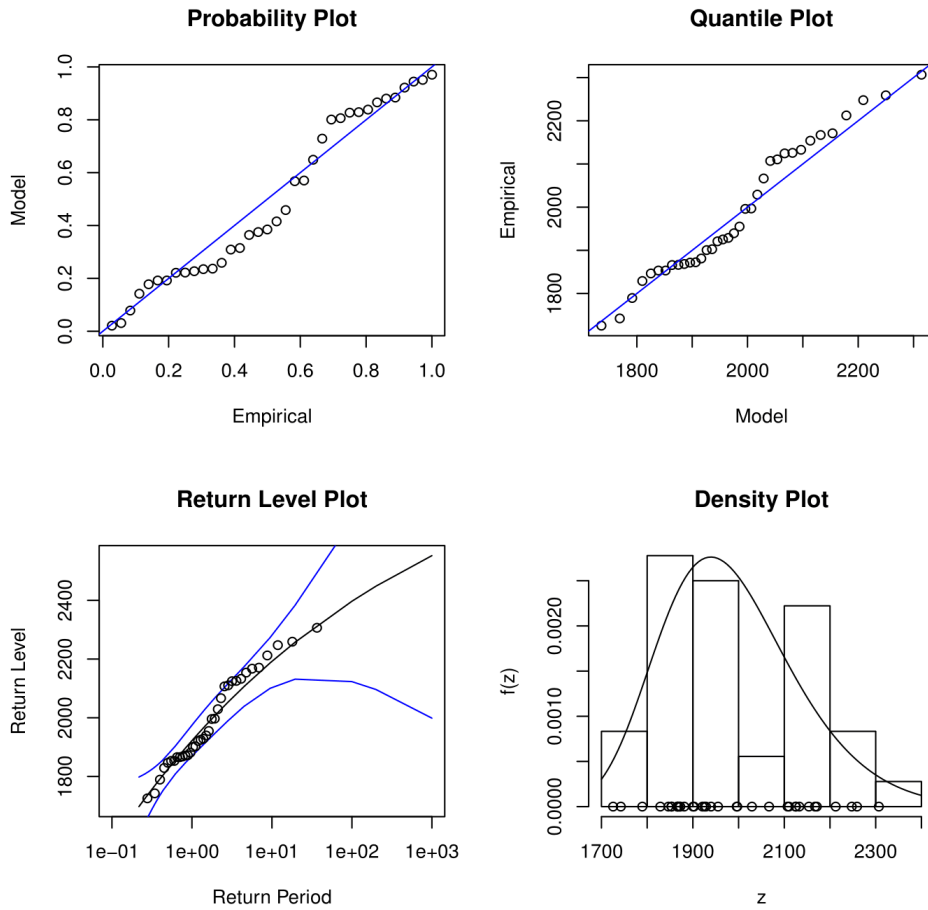 Probability Plot
Model
0.0 0.2 0.4 0.6 0.8 1.0
0.0 0.2 0.4 0.6 0.8 1.0
Empirical
Quantile Plot
Empirical
1800 2000 2200
1800 2000 2200
Model
Return Level Plot
Return Level
1800 2000 2200 2400
1e−01 1e+00 1e+01 1e+02 1e+03
Return Period
Density Plot
f(z)
0.0000 0.0010 0.0020
1700 1900 2100 2300
z